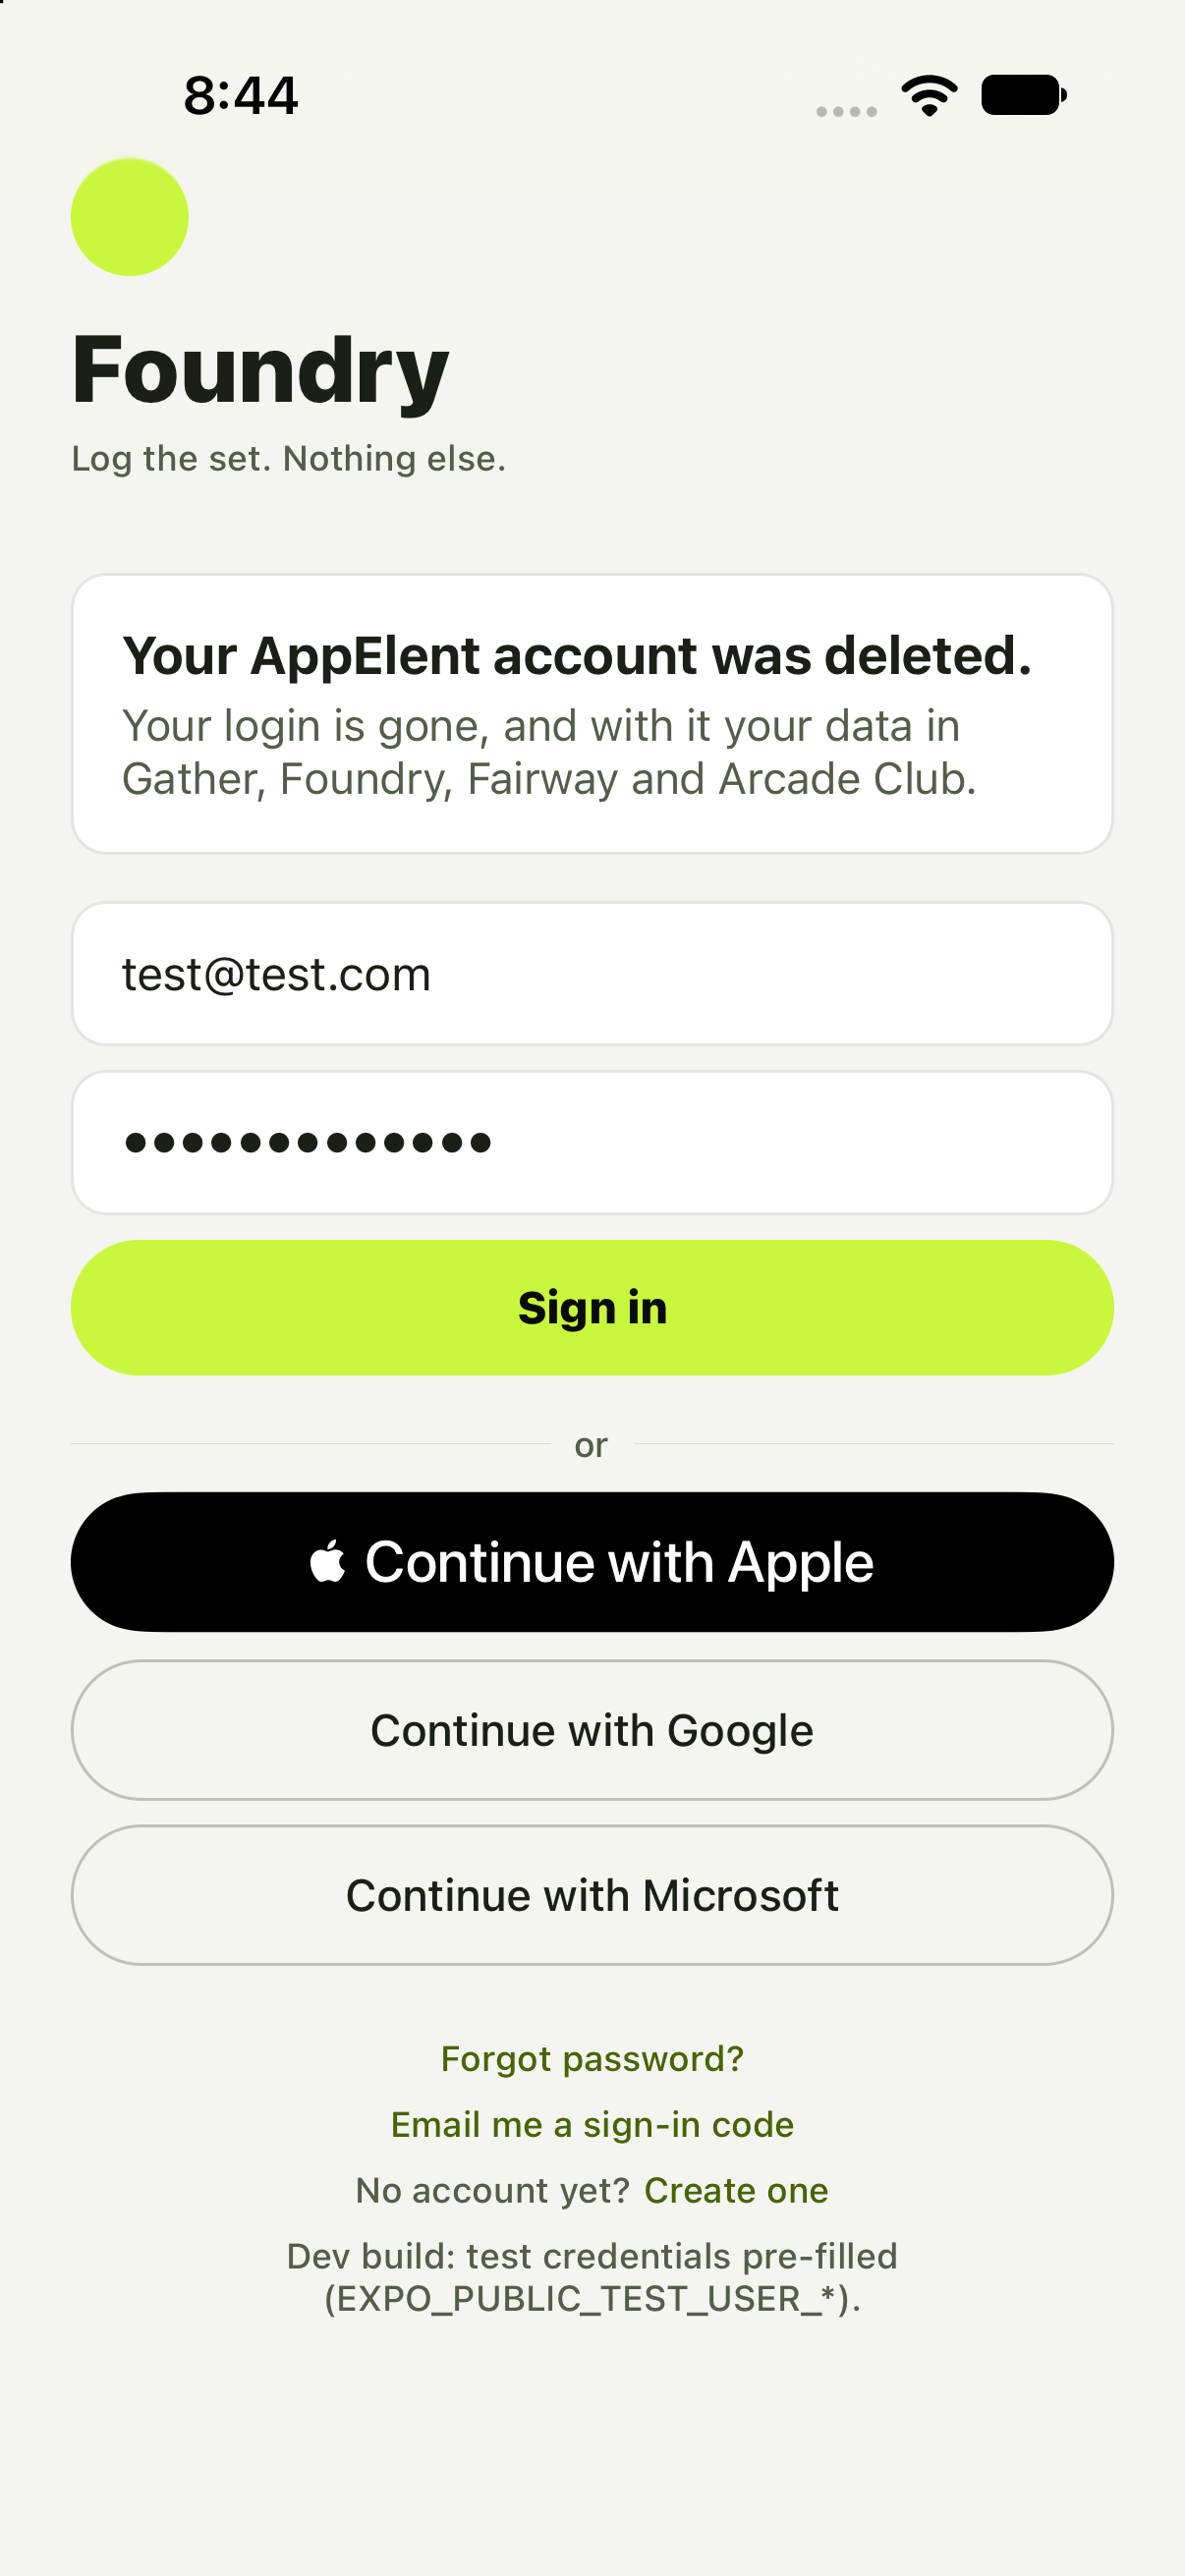 8:44
Foundry
Log the set. Nothing else.
Your AppElent account was deleted.
Your login is gone, and with it your data in
Gather, Foundry, Fairway and Arcade Club.
test@test.com
•••••••••••••
Sign in
or
Continue with Apple
Continue with Google
Continue with Microsoft
Forgot password?
Email me a sign-in code
No account yet? Create one
Dev build: test credentials pre-filled
(EXPO_PUBLIC_TEST_USER_*).